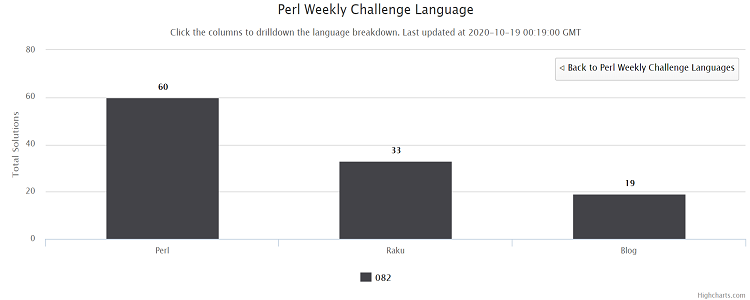 Perl Weekly Challenge Language
Click the columns to drilldown the language breakdown. Last updated at 2020-10-19 00:19:00 GMT
◁ Back to Perl Weekly Challenge Languages
Total Solutions
80
60
40
20
0
60
33
19
Perl
Raku
Blog
082
Highcharts.com